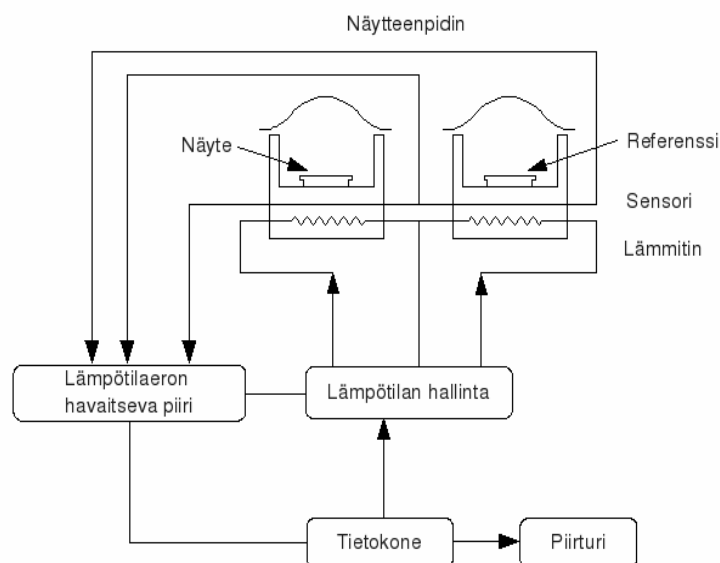 Näytteenpidin
Näyte
Referenssi
Sensori
Lämmitin
Lämpötilaeron
havaitseva piiri
Lämpötilan hallinta
Tietokone
Piirturi